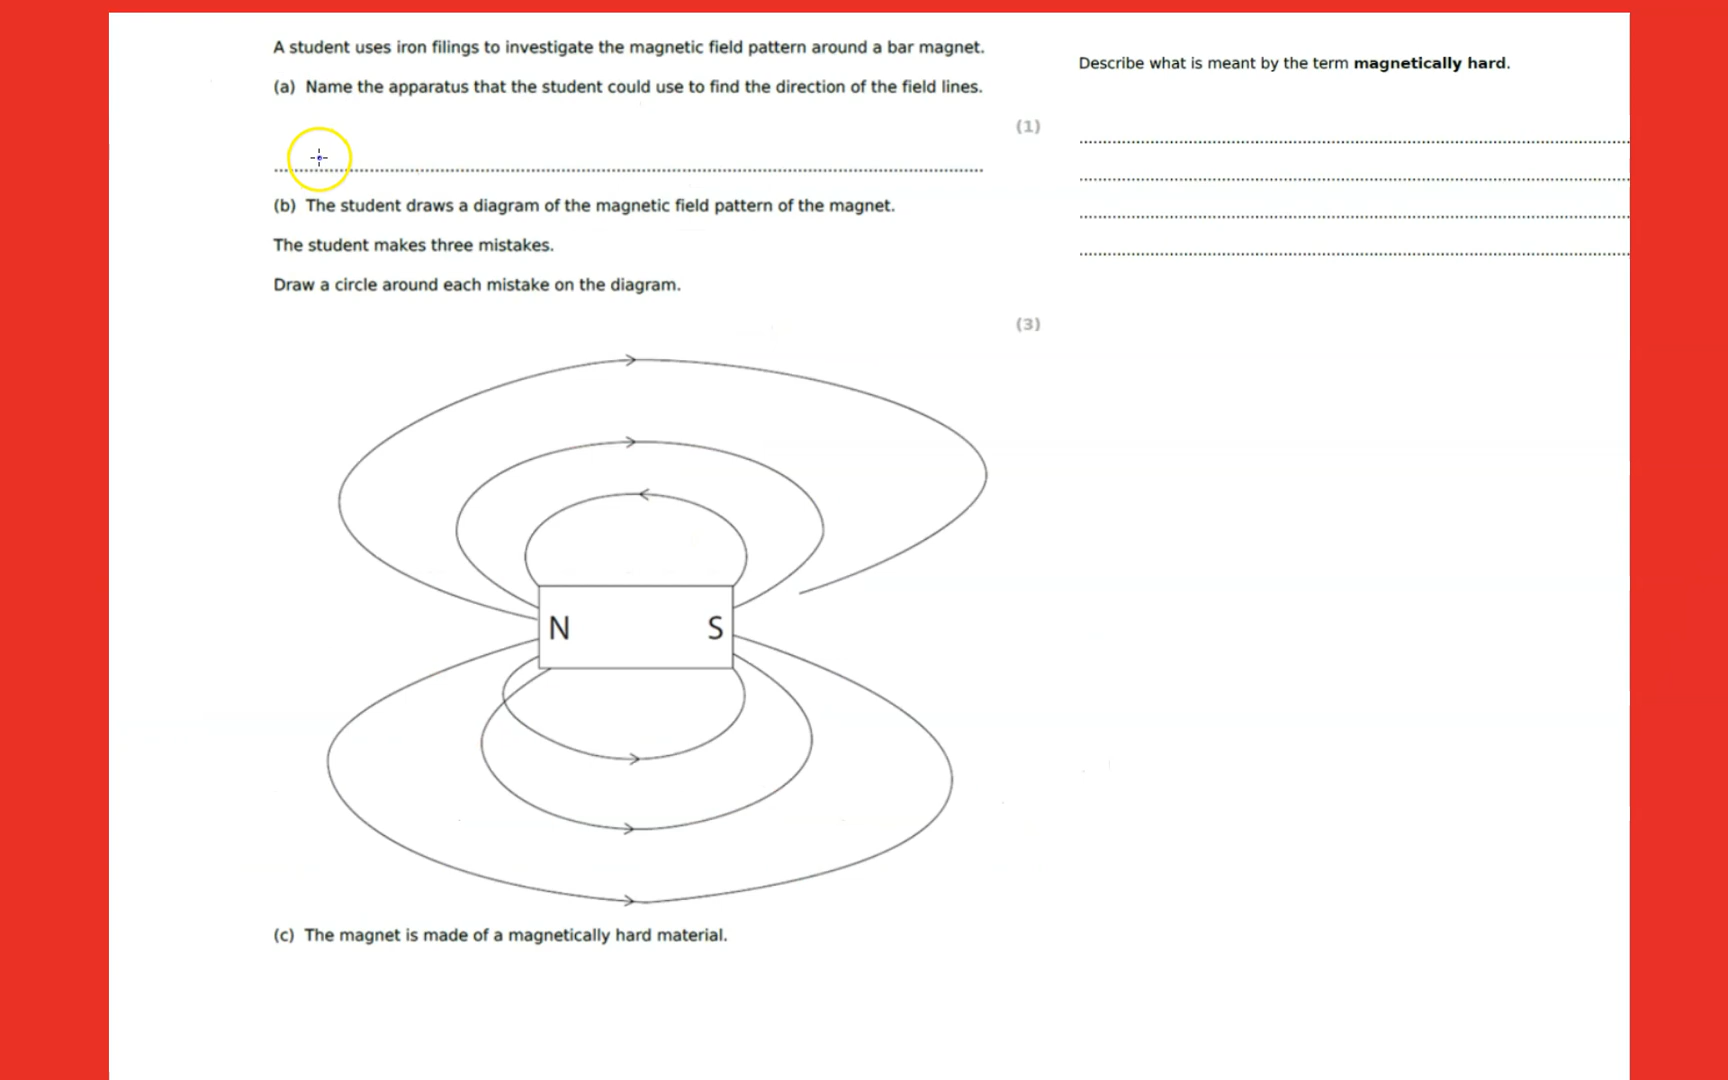 A student uses iron filings to investigate the magnetic field pattern around a bar magnet.
(a) Name the apparatus that the student could use to find the direction of the field lines.
(1)
(b) The student draws a diagram of the magnetic field pattern of the magnet.
The student makes three mistakes.
Draw a circle around each mistake on the diagram.
(3)
N S
(c) The magnet is made of a magnetically hard material.
Describe what is meant by the term magnetically hard.